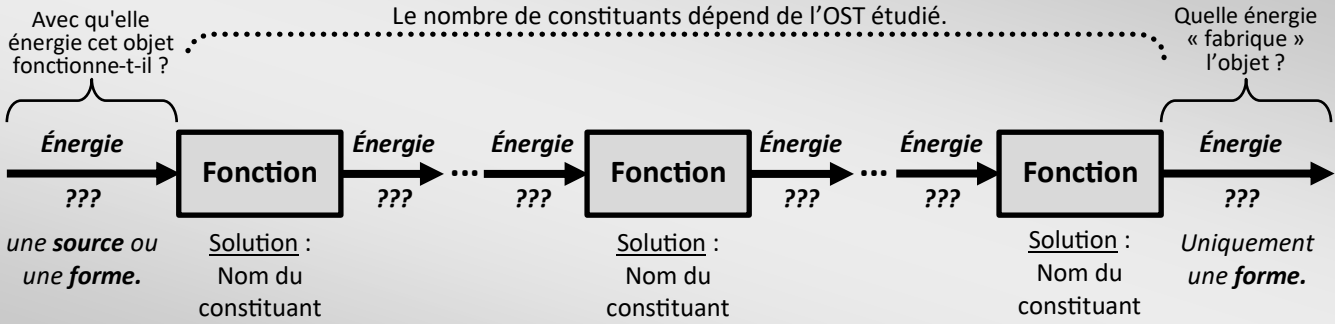 Avec qu'elle
énergie cet objet
fonctionne-t-il ?
Le nombre de constituants dépend de l'OST étudié.
Quelle énergie
« fabrique »
l'objet ?
Énergie
???
une source ou
une forme.
Fonction
Solution :
Nom du
constituant
Énergie
???
...
Énergie
???
Fonction
Solution :
Nom du
constituant
Énergie
???
...
Énergie
???
Fonction
Solution :
Nom du
constituant
Énergie
???
Uniquement
une forme.